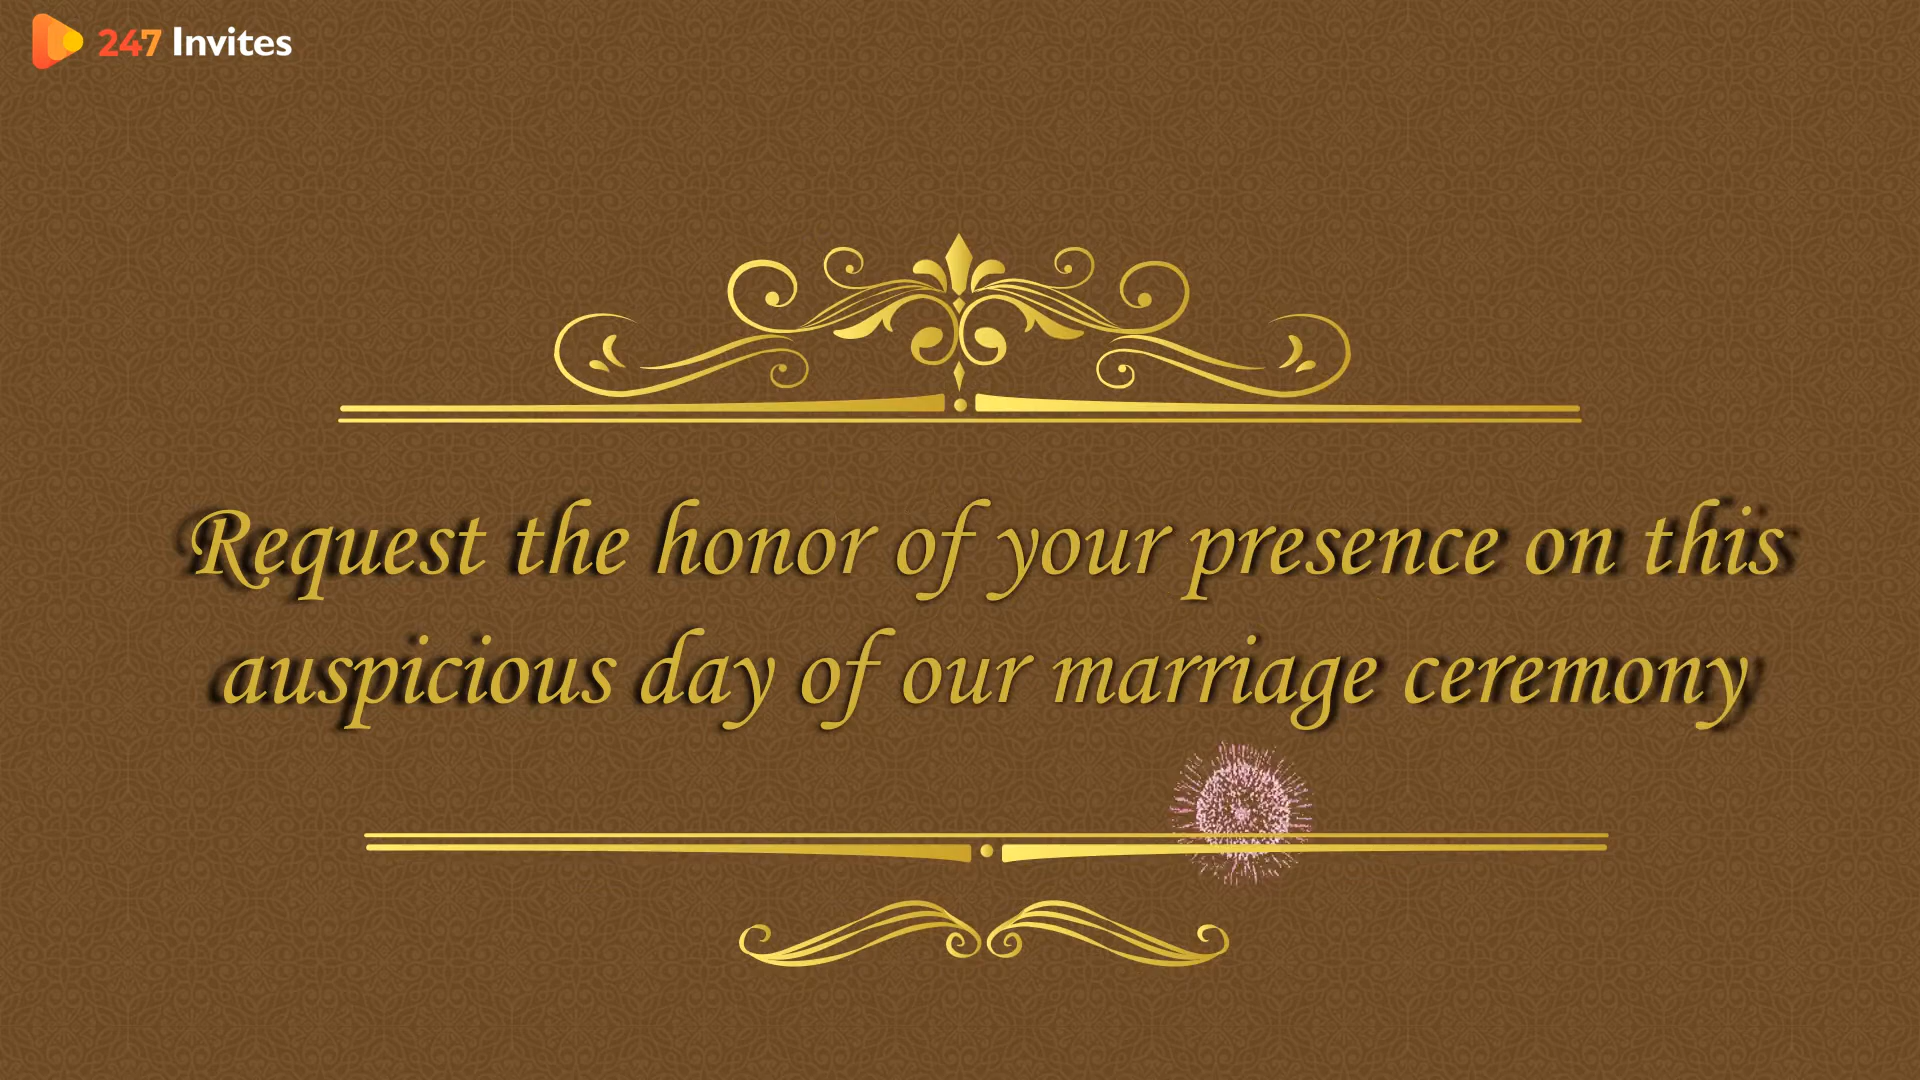 247 Invites
Request the honor of your presence on this
auspicious day of our marriage ceremony